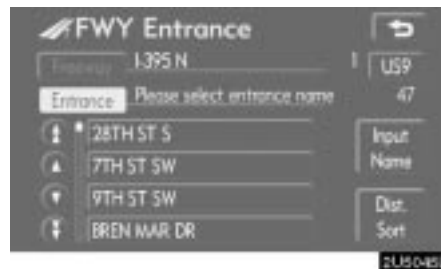 FWY Entrance
Freeway I-395 N US9
Entrance Please select entrance name 47
28TH ST S
7TH ST SW
9TH ST SW
BREN MAR DR
Input Name
Dist. Sort
2U5045